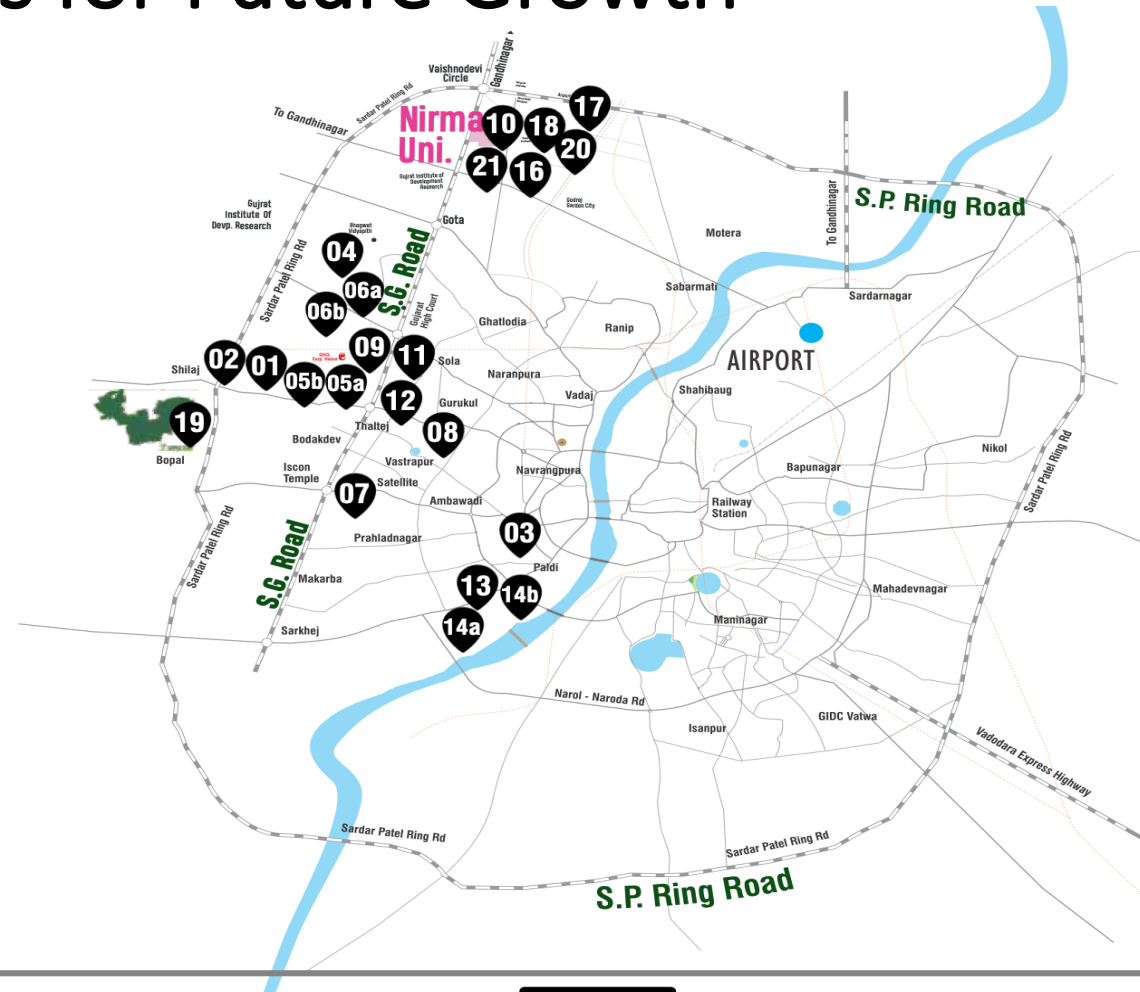 s for Future Growth
Gandhinagar
Vaishnodevi
Circle
Sardar Patel Ring Rd
To Gandhinagar
Nirma
Uni.
10
18
17
20
21
16
Gujrat Institute of
Development
Research
Godrej
Garden City
Gujrat
Institute Of
Devp. Research
Gota
Bhagwat
Vidyapith
04
S.G. Road
Sardar Patel Ring Rd
06a
06b
Gujarat
High Court
To Gandhinagar
S.P. Ring Road
Motera
Sabarmati
Sardarnagar
Ghatlodia
Ranip
AIRPORT
02
01
05b
05a
09
11
12
08
Shilaj
Sola
Naranpura
Gurukul
Vadaj
Shahibaug
19
Bopal
Thaltej
Bodakdev
Vastrapur
Iscon
Temple
Satellite
07
Ambawadi
Navrangpura
Nikol
Bapunagar
Railway
Station
Sardar Patel Ring Rd
Sardar Patel Ring Rd
S.G. Road
Prahladnagar
03
Paldi
Makarba
13
14b
14a
Sarkhej
Mahadevnagar
Maninagar
Narol - Naroda Rd
Isanpur
GIDC Vatwa
Vadodara Express Highway
Sardar Patel Ring Rd
Sardar Patel Ring Rd
S.P. Ring Road